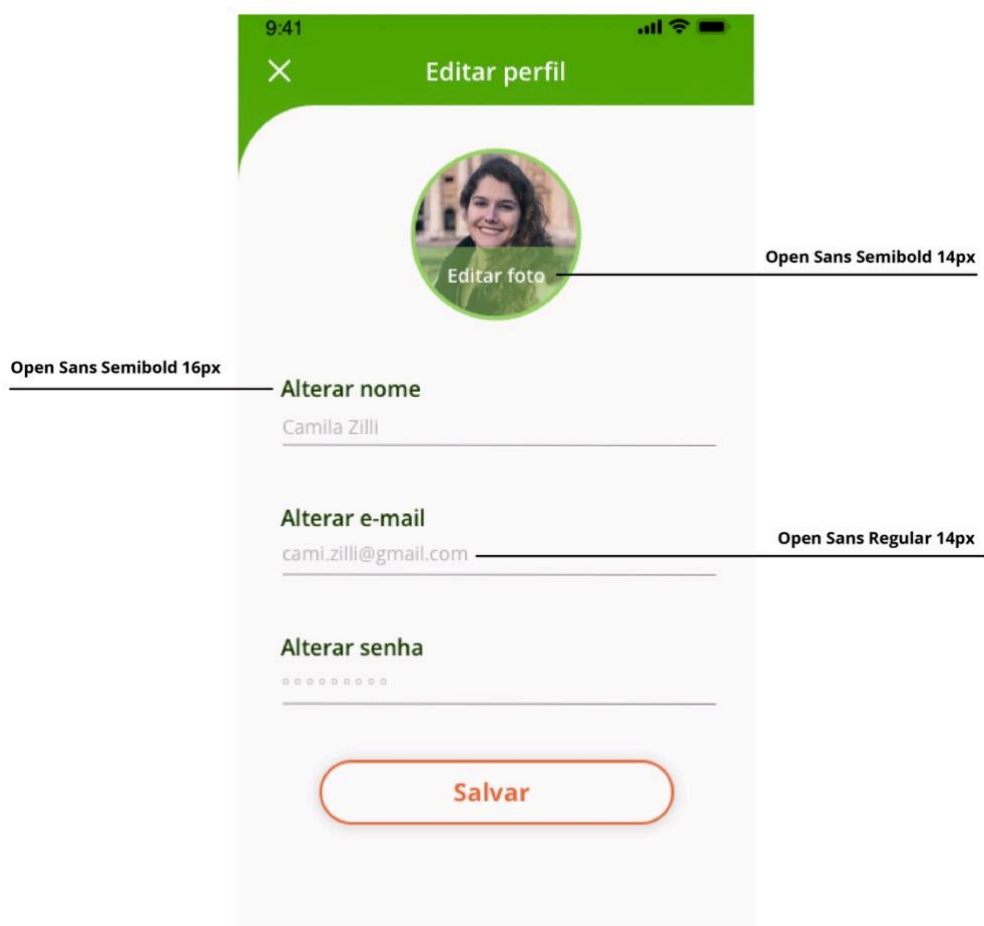 9:41
Editar perfil
Editar foto
Open Sans Semibold 14px
Open Sans Semibold 16px
Alterar nome
Camila Zilli
Alterar e-mail
cami.zilli@gmail.com
Open Sans Regular 14px
Alterar senha
Salvar